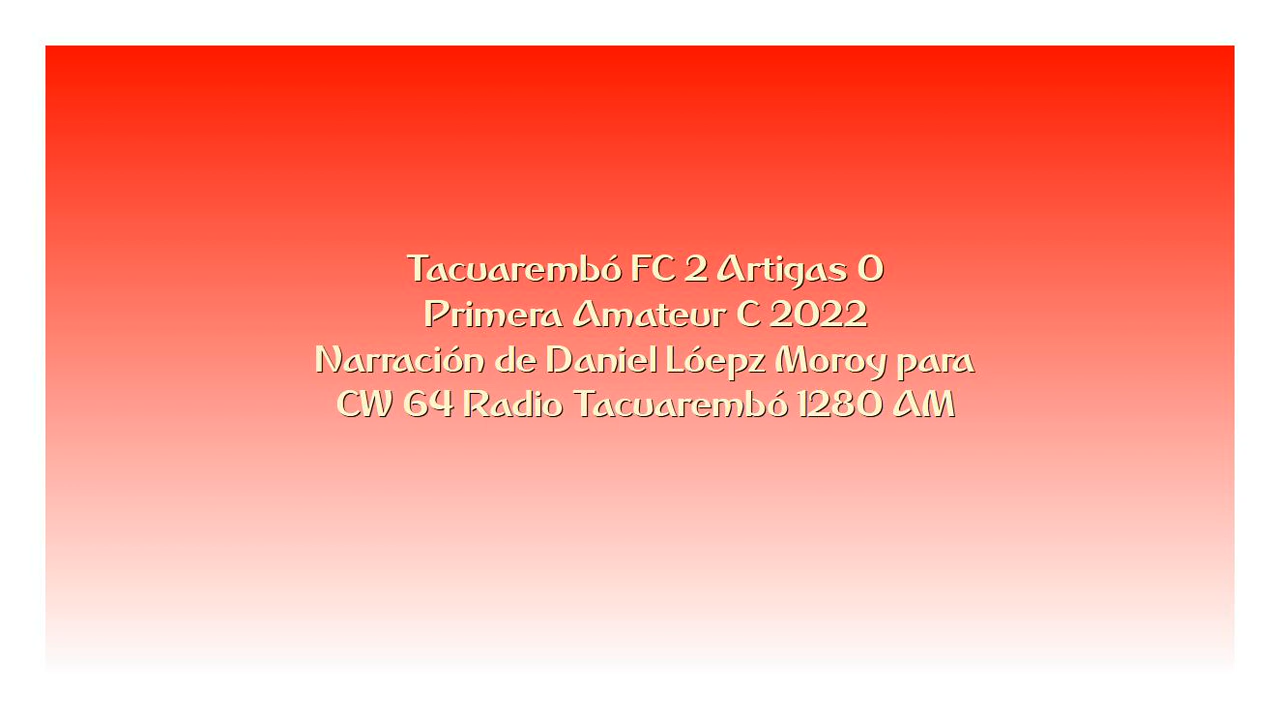 Tacuarembó FC 2 Artigas 0
Primera Amateur C 2022
Narración de Daniel Lóepz Moroy para
CW 64 Radio Tacuarembó 1280 AM